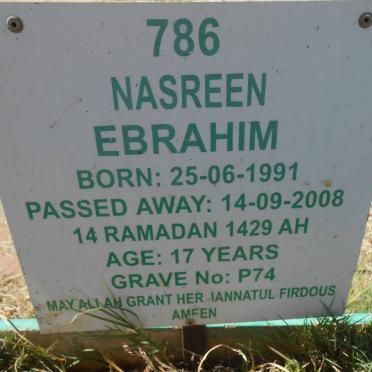 786
NASREEN
EBRAHIM
BORN: 25-06-1991
PASSED AWAY: 14-09-2008
14 RAMADAN 1429 AH
AGE: 17 YEARS
GRAVE No: P74
MAY ALLAH GRANT HER JANNATUL FIRDOUS
AMEEN